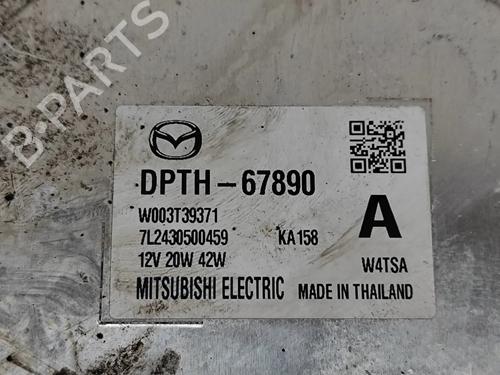 B-PARTS
DPTH-67890
W003T39371
7L2430500459 KA158
A
12V 20W 42W W4TSA
MITSUBISHI ELECTRIC MADE IN THAILAND